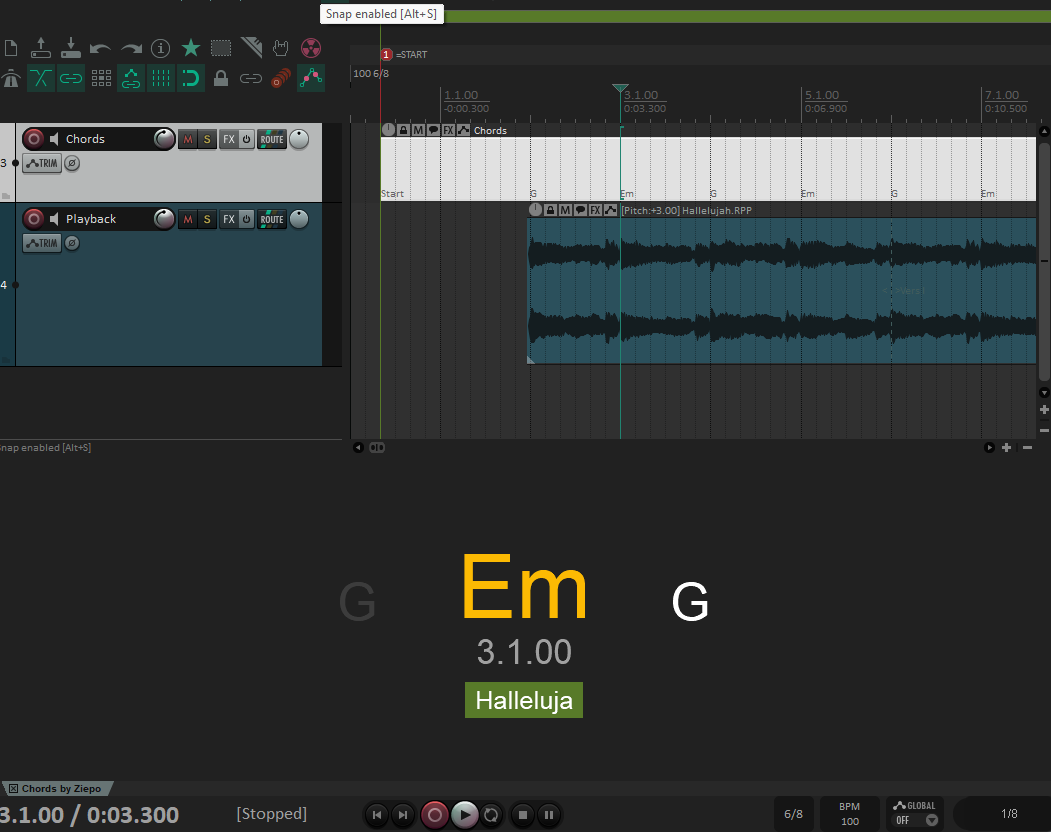 Snap enabled [Alt+S]
1 =START
100 6/8
1.1.00
-0:00.300
3.1.00
0:03.300
5.1.00
0:06.900
7.1.00
0:10.500
3
Chords
M S FX ROUTE
TRIM
M FX Chords
Start G Em G Em G Em
4
Playback
M S FX ROUTE
TRIM
M FX [Pitch:+3.00] Hallelujah.RPP
nap enabled [Alt+S]
G Em G
3.1.00
Halleluja
Chords by Ziepo
3.1.00 / 0:03.300
[Stopped]
6/8
BPM
100
GLOBAL
OFF
1/8